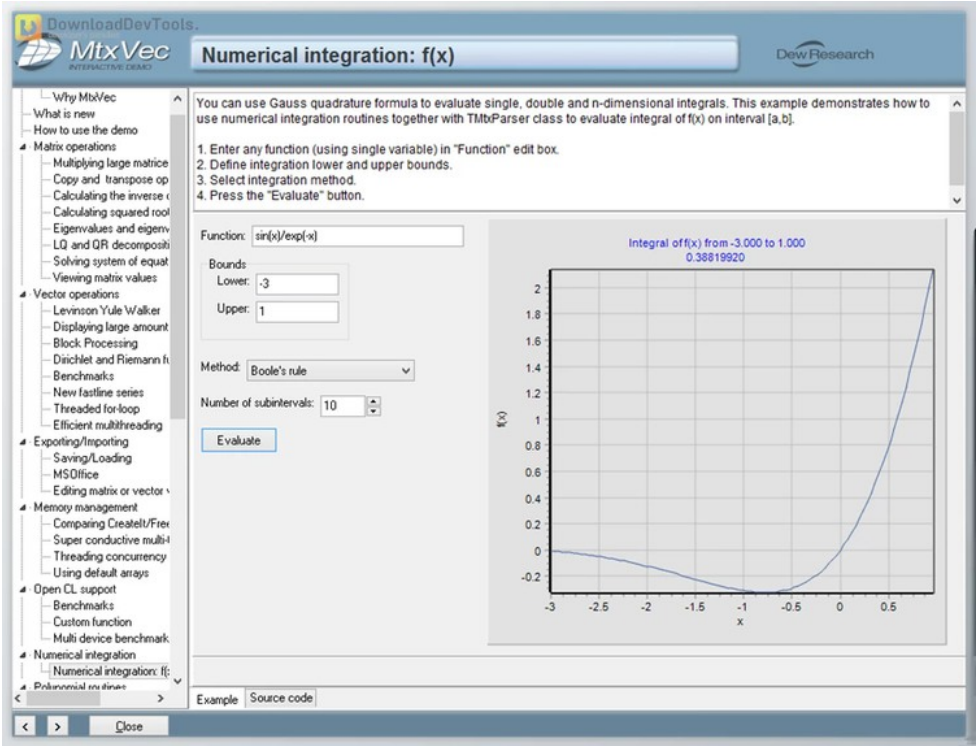 DownloadDevTools.
MtxVec
INTERACTIVE DEMO
Numerical integration: f(x)
DewResearch
Why MtxVec
What is new
How to use the demo
Matrix operations
Multiplying large matrice
Copy and transpose op
Calculating the inverse
Calculating squared root
Eigenvalues and eigenv
LQ and QR decompositi
Solving system of equat
Viewing matrix values
Vector operations
Levinson Yule Walker
Displaying large amount
Block Processing
Dirichlet and Riemann fu
Benchmarks
New fastline series
Threaded for-loop
Efficient multithreading
Exporting/Importing
Saving/Loading
MSOffice
Editing matrix or vector
Memory management
Comparing CreateIt/Free
Super conductive multi-
Threading concurrency
Using default arrays
Open CL support
Benchmarks
Custom function
Multi device benchmark
Numerical integration
Numerical integration: f(
Polynomial routines
You can use Gauss quadrature formula to evaluate single, double and n-dimensional integrals. This example demonstrates how to
use numerical integration routines together with TMtxParser class to evaluate integral of f(x) on interval [a,b].
1. Enter any function (using single variable) in "Function" edit box.
2. Define integration lower and upper bounds.
3. Select integration method.
4. Press the "Evaluate" button.
Function: sin(x)/exp(-x)
Bounds
Lower: -3
Upper: 1
Method: Boole's rule
Number of subintervals: 10
Evaluate
Integral of f(x) from -3.000 to 1.000
0.38819920
2
1.8
1.6
1.4
1.2
1
0.8
0.6
0.4
0.2
0
-0.2
f(x)
-3 -2.5 -2 -1.5 -1 -0.5 0 0.5
x
Example Source code
< > Close